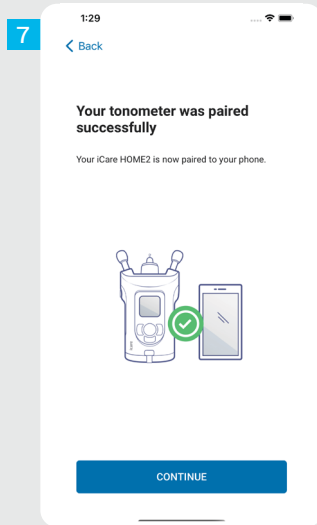 7
1:29
Back
Your tonometer was paired
successfully
Your iCare HOME2 is now paired to your phone.
CONTINUE